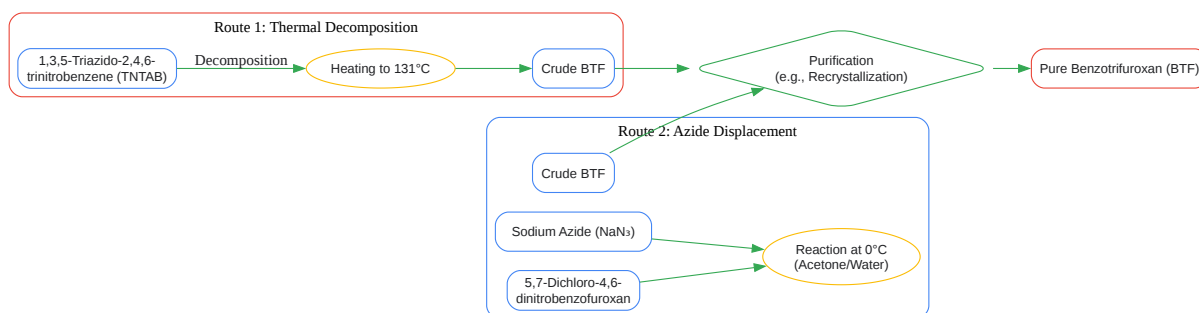 Route 1: Thermal Decomposition
1,3,5-Triazido-2,4,6-
trinitrobenzene (TNTAB)
Decomposition
Heating to 131°C
Crude BTF
Purification
(e.g., Recrystallization)
Pure Benzotrifuroxan (BTF)
Route 2: Azide Displacement
Crude BTF
Sodium Azide (NaN₃)
5,7-Dichloro-4,6-
dinitrobenzofuroxan
Reaction at 0°C
(Acetone/Water)